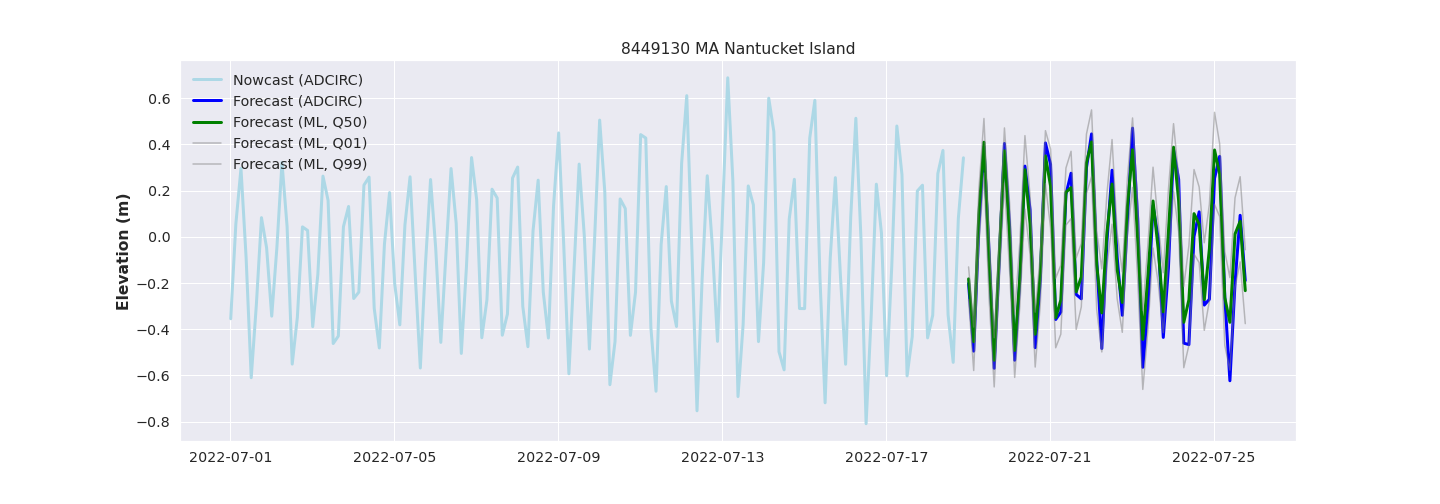 8449130 MA Nantucket Island
Nowcast (ADCIRC)
Forecast (ADCIRC)
Forecast (ML, Q50)
Forecast (ML, Q01)
Forecast (ML, Q99)
Elevation (m)
0.6
0.4
0.2
0.0
−0.2
−0.4
−0.6
−0.8
2022-07-01 2022-07-05 2022-07-09 2022-07-13 2022-07-17 2022-07-21 2022-07-25